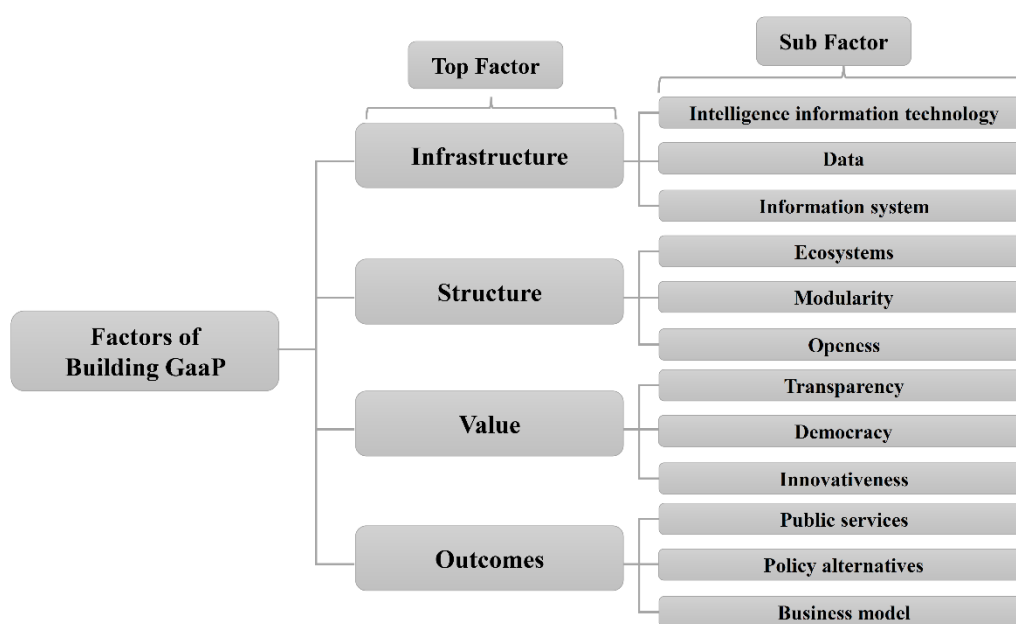 Top Factor
Sub Factor
Factors of
Building GaaP
Infrastructure
Intelligence information technology
Data
Information system
Structure
Ecosystems
Modularity
Openess
Value
Transparency
Democracy
Innovativeness
Outcomes
Public services
Policy alternatives
Business model